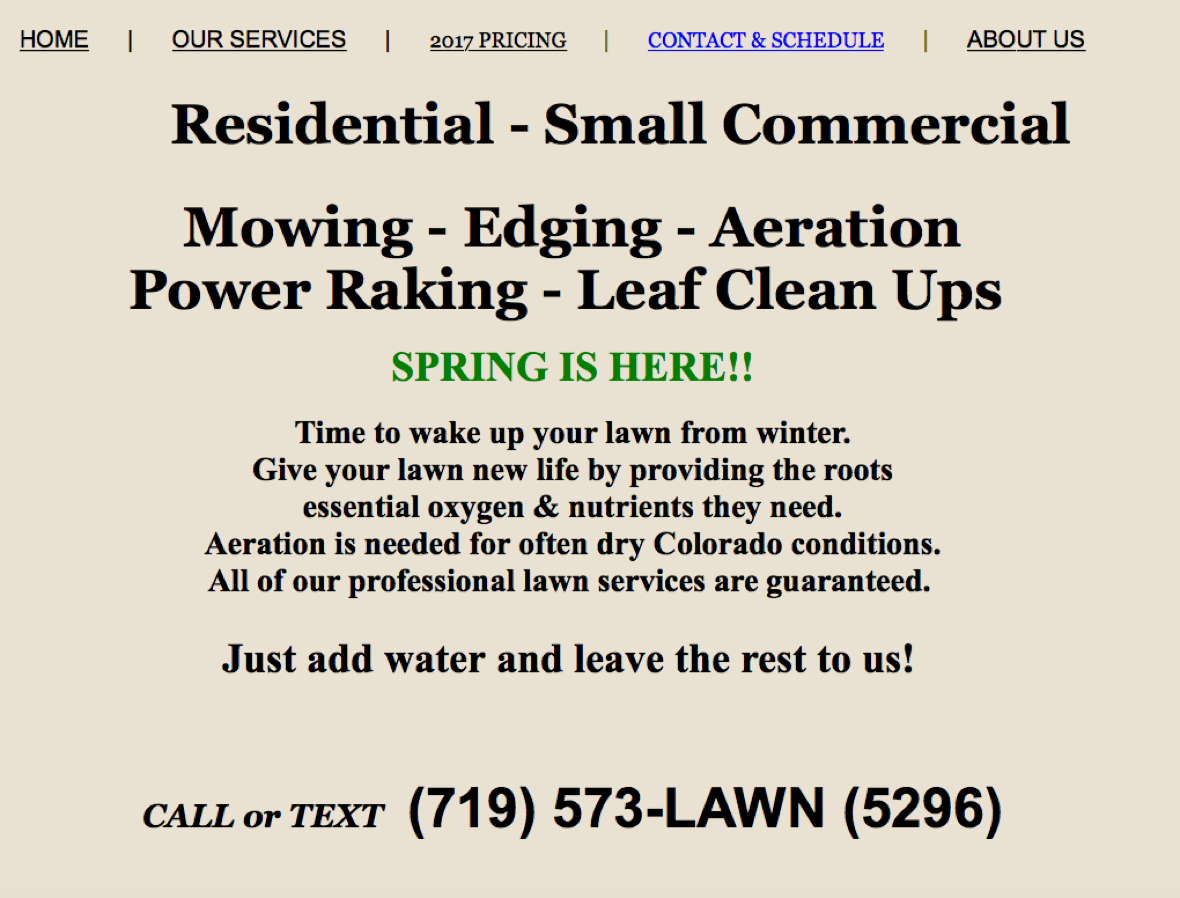 HOME | OUR SERVICES | 2017 PRICING | CONTACT & SCHEDULE | ABOUT US
Residential - Small Commercial
Mowing - Edging - Aeration
Power Raking - Leaf Clean Ups
SPRING IS HERE!!
Time to wake up your lawn from winter.
Give your lawn new life by providing the roots
essential oxygen & nutrients they need.
Aeration is needed for often dry Colorado conditions.
All of our professional lawn services are guaranteed.
Just add water and leave the rest to us!
CALL or TEXT (719) 573-LAWN (5296)